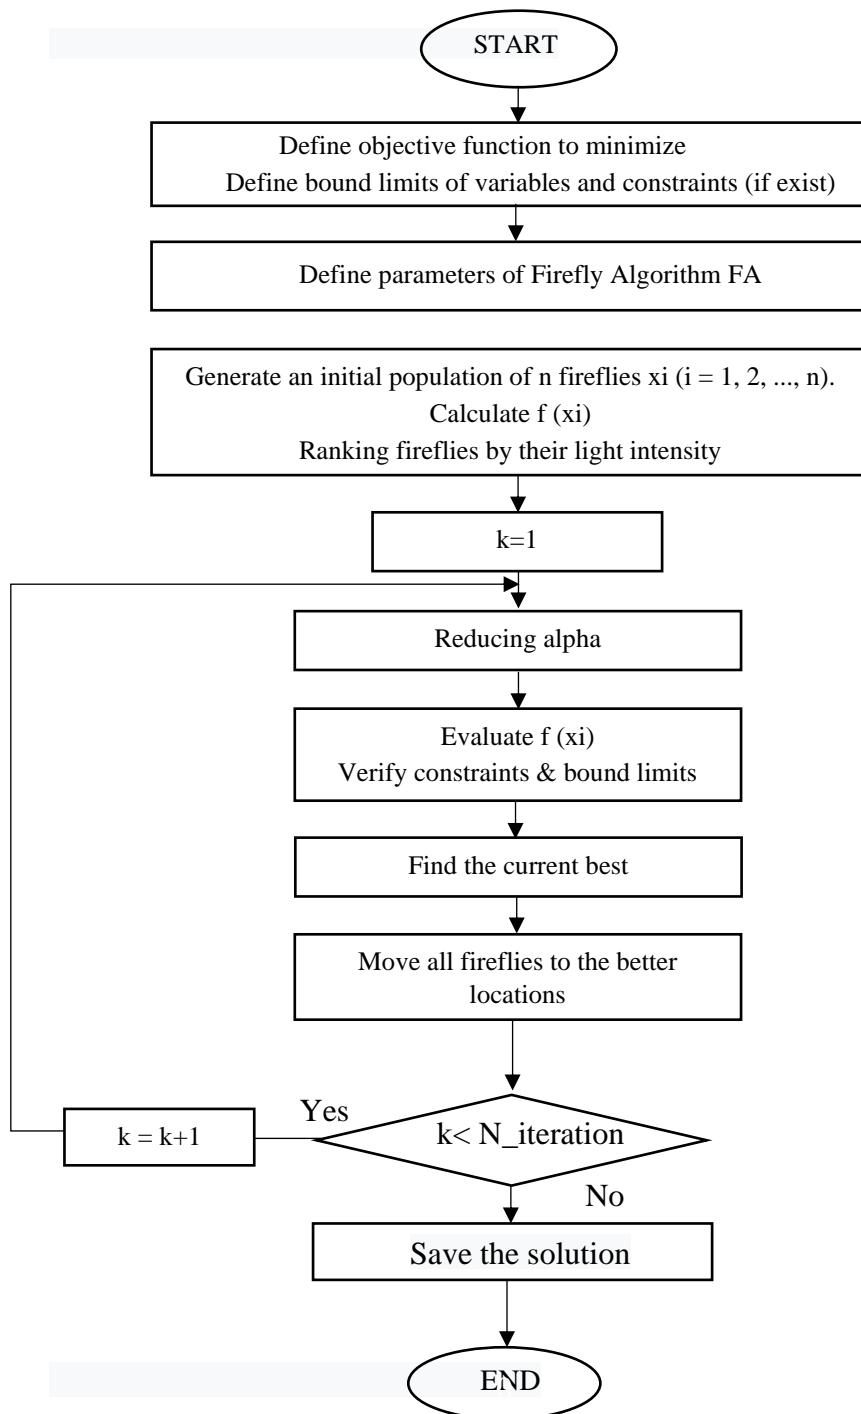 START
Define objective function to minimize
Define bound limits of variables and constraints (if exist)
Define parameters of Firefly Algorithm FA
Generate an initial population of n fireflies xi (i = 1, 2, ..., n).
Calculate f (xi)
Ranking fireflies by their light intensity
k=1
Reducing alpha
Evaluate f (xi)
Verify constraints & bound limits
Find the current best
Move all fireflies to the better
locations
Yes
k< N_iteration
k = k+1
No
Save the solution
END